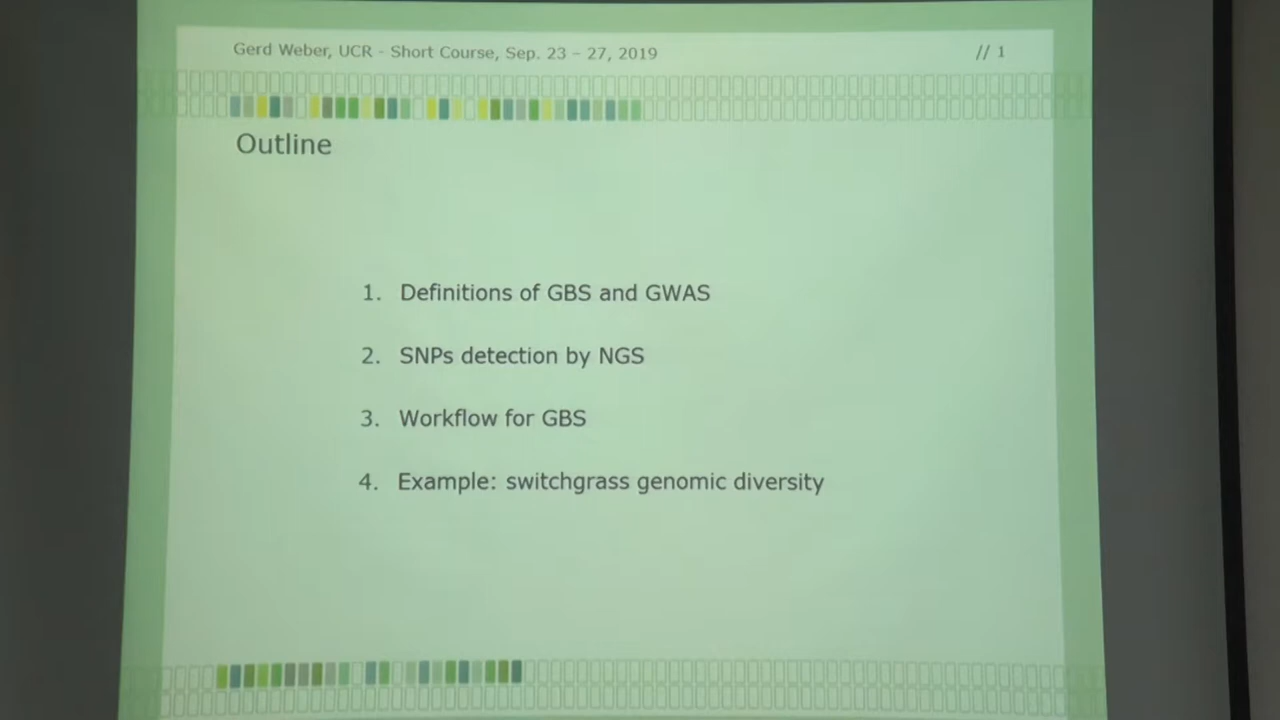 Gerd Weber, UCR - Short Course, Sep. 23 – 27, 2019 // 1
Outline
1. Definitions of GBS and GWAS
2. SNPs detection by NGS
3. Workflow for GBS
4. Example: switchgrass genomic diversity